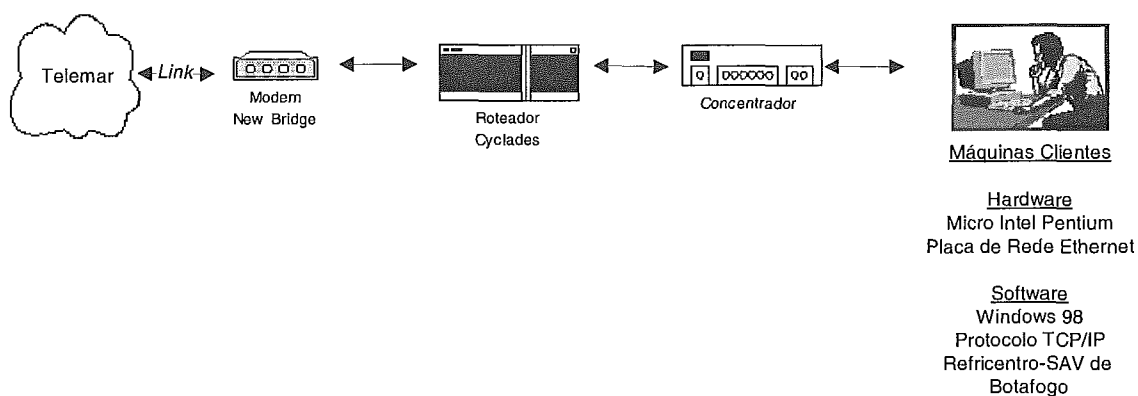 Telemar
Link
Modem
New Bridge
Roteador
Cyclades
Concentrador
Máquinas Clientes
Hardware
Micro Intel Pentium
Placa de Rede Ethernet
Software
Windows 98
Protocolo TCP/IP
Refricentro-SAV de
Botafogo